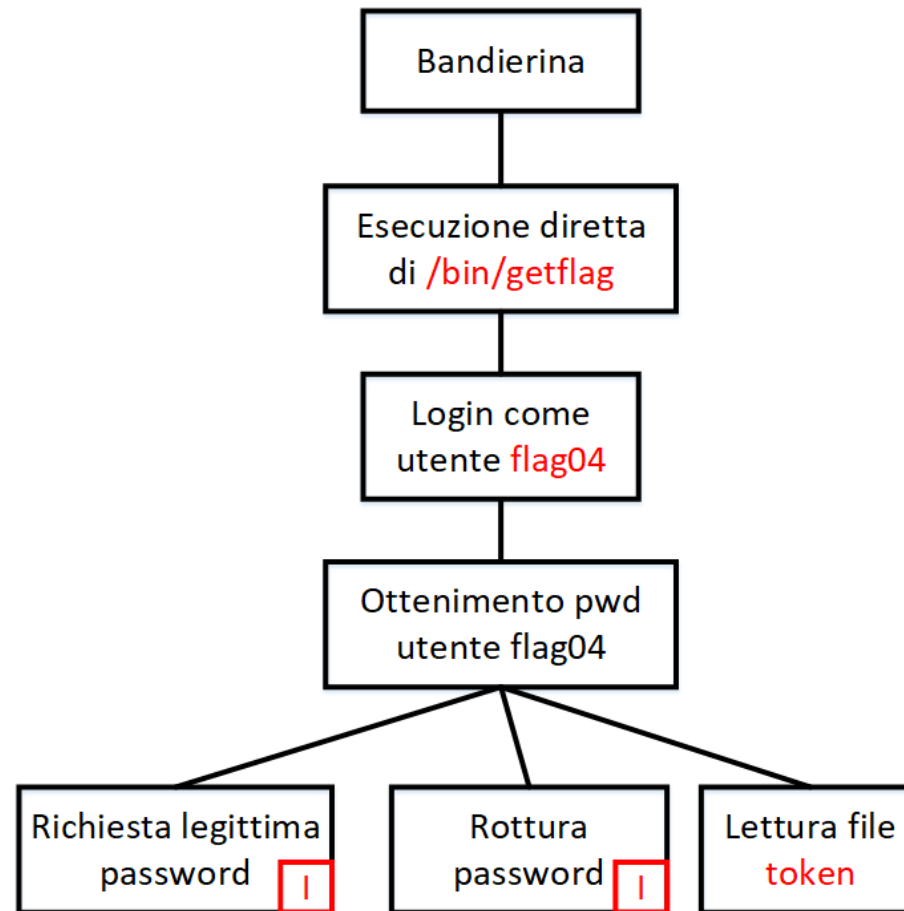 Bandierina
Esecuzione diretta
di /bin/getflag
Login come
utente flag04
Ottenimento pwd
utente flag04
Richiesta legittima
password
I
Rottura
password
I
Lettura file
token